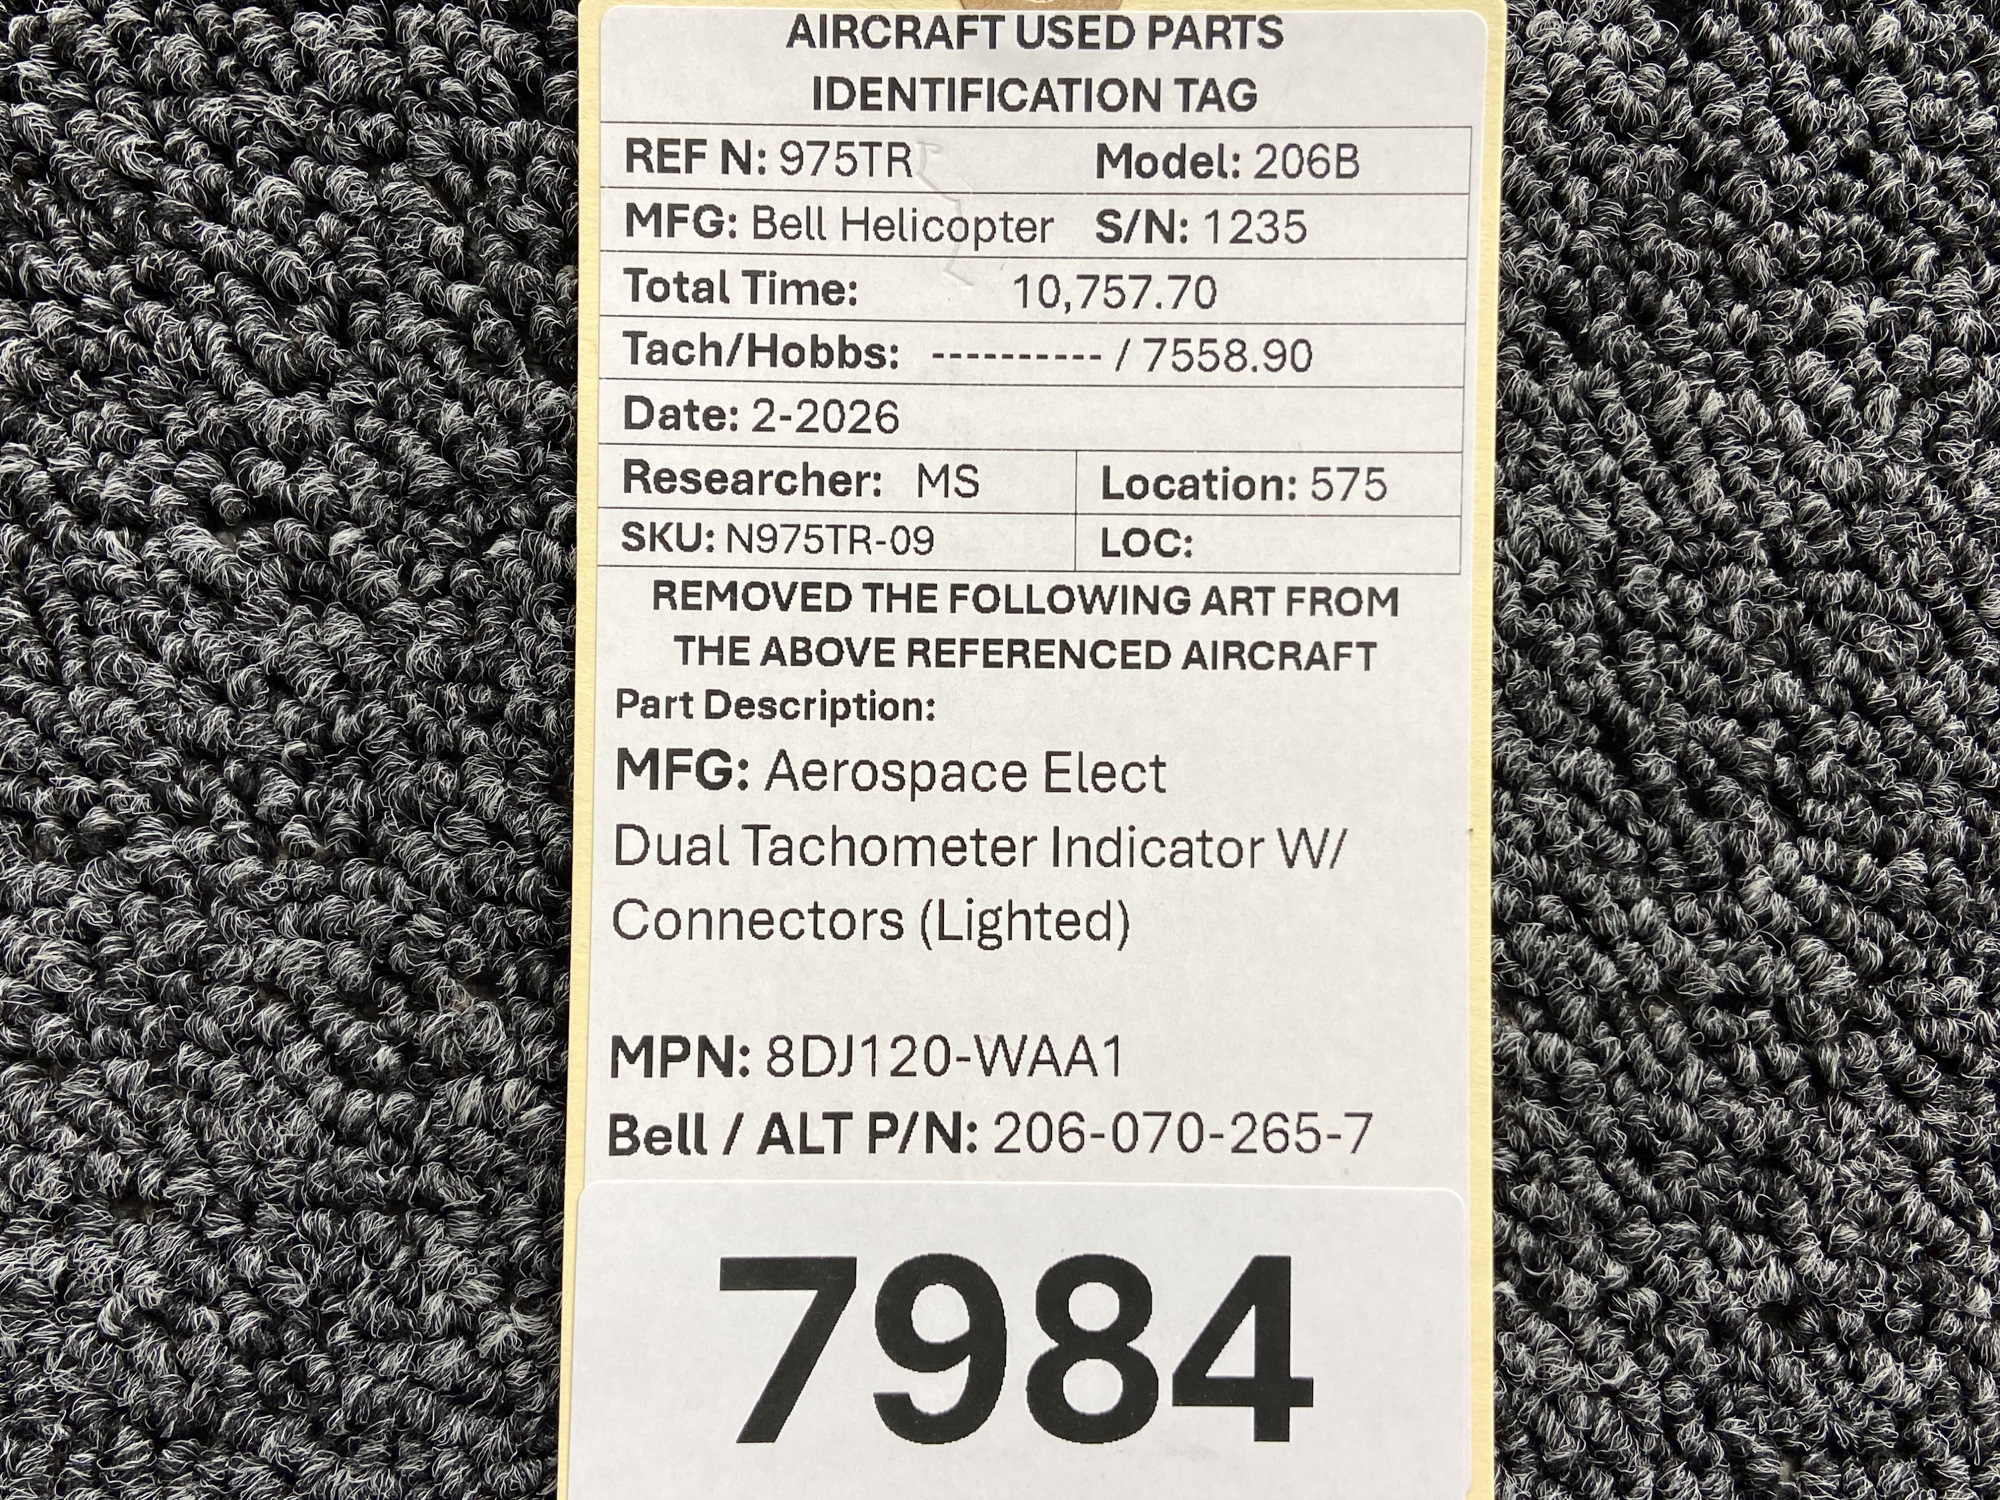 AIRCRAFT USED PARTS
IDENTIFICATION TAG
REF N: 975TR Model: 206B
MFG: Bell Helicopter S/N: 1235
Total Time: 10,757.70
Tach/Hobbs: ---------- / 7558.90
Date: 2-2026
Researcher: MS Location: 575
SKU: N975TR-09 LOC:
REMOVED THE FOLLOWING ART FROM
THE ABOVE REFERENCED AIRCRAFT
Part Description:
MFG: Aerospace Elect
Dual Tachometer Indicator W/
Connectors (Lighted)
MPN: 8DJ120-WAA1
Bell / ALT P/N: 206-070-265-7
7984